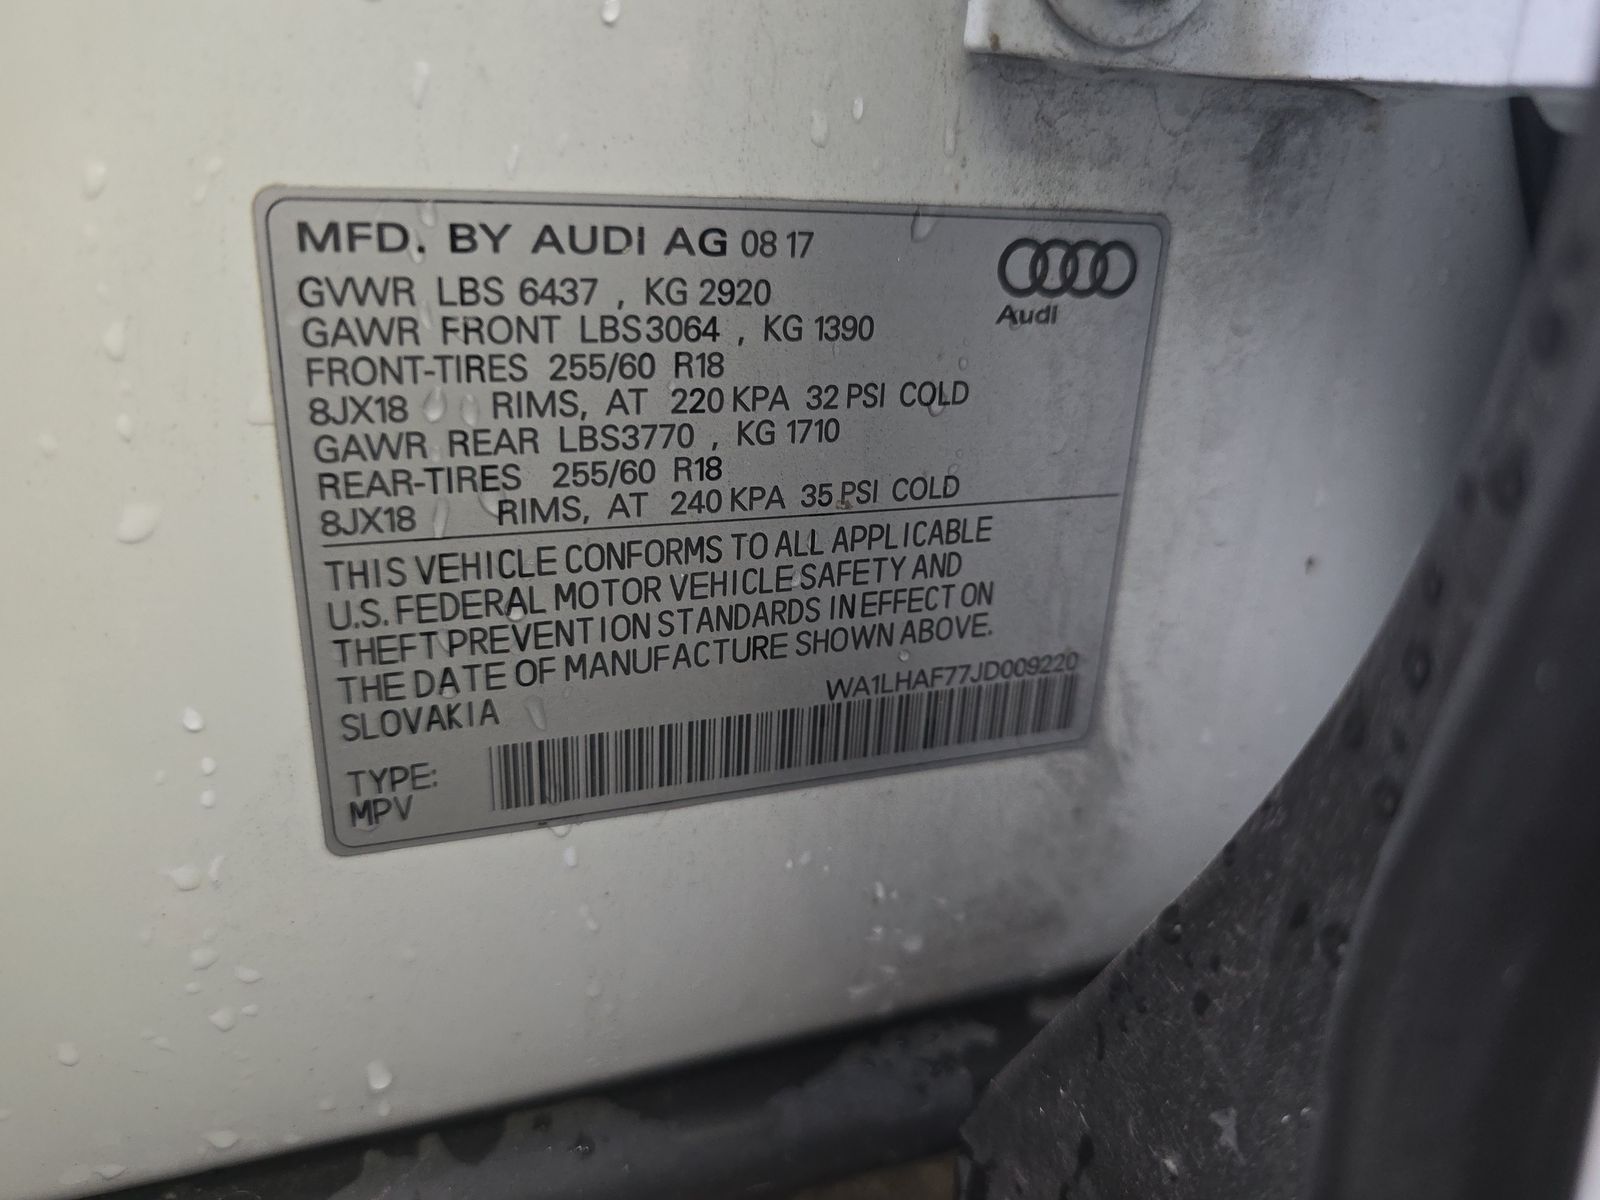 MFD. BY AUDI AG 08 17
GVWR LBS 6437 , KG 2920
GAWR FRONT LBS3064 , KG 1390
FRONT-TIRES 255/60 R18
8JX18 RIMS, AT 220 KPA 32 PSI COLD
GAWR REAR LBS3770 , KG 1710
REAR-TIRES 255/60 R18
8JX18 RIMS, AT 240 KPA 35 PSI COLD
THIS VEHICLE CONFORMS TO ALL APPLICABLE
U.S. FEDERAL MOTOR VEHICLE SAFETY AND
THEFT PREVENTION STANDARDS IN EFFECT ON
THE DATE OF MANUFACTURE SHOWN ABOVE.
SLOVAKIA
WA1LHAF77JD009220
TYPE:
MPV
Audi